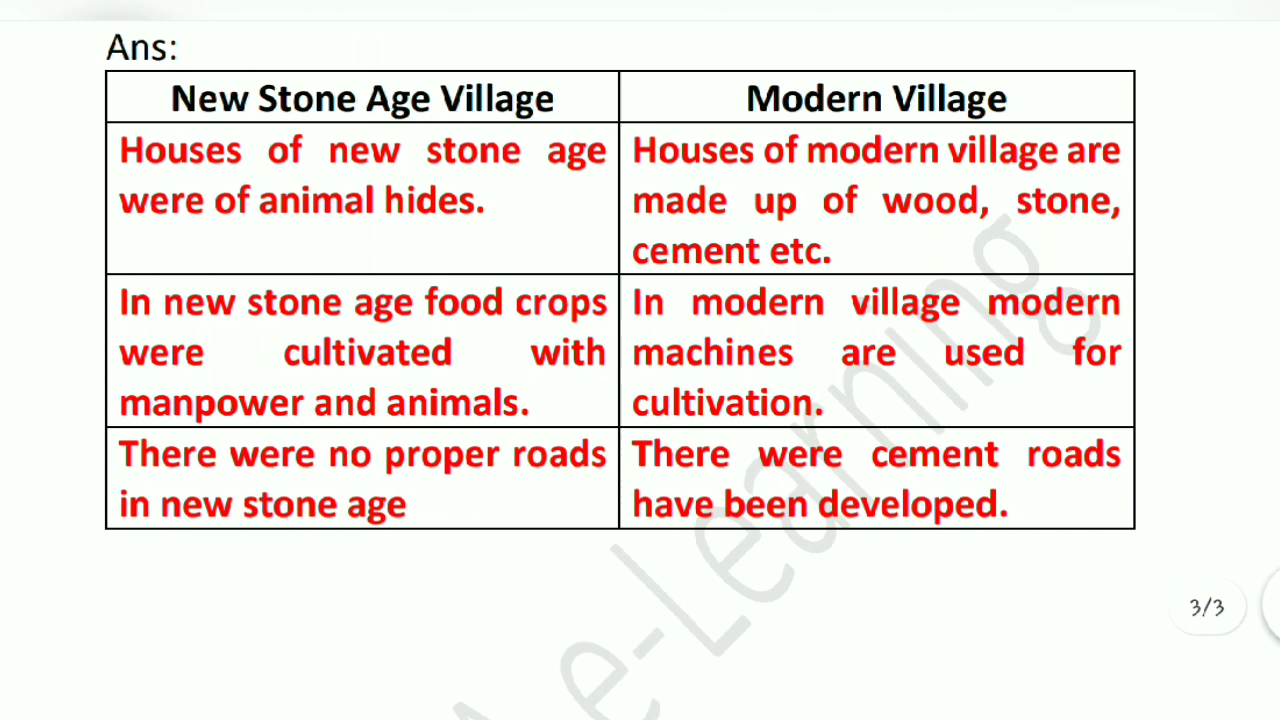 Ans:
New Stone Age Village
Modern Village
Houses of new stone age
were of animal hides.
Houses of modern village are
made up of wood, stone,
cement etc.
In new stone age food crops
were cultivated with
manpower and animals.
In modern village modern
machines are used for
cultivation.
There were no proper roads
in new stone age
There were cement roads
have been developed.
3/3
e-Learning